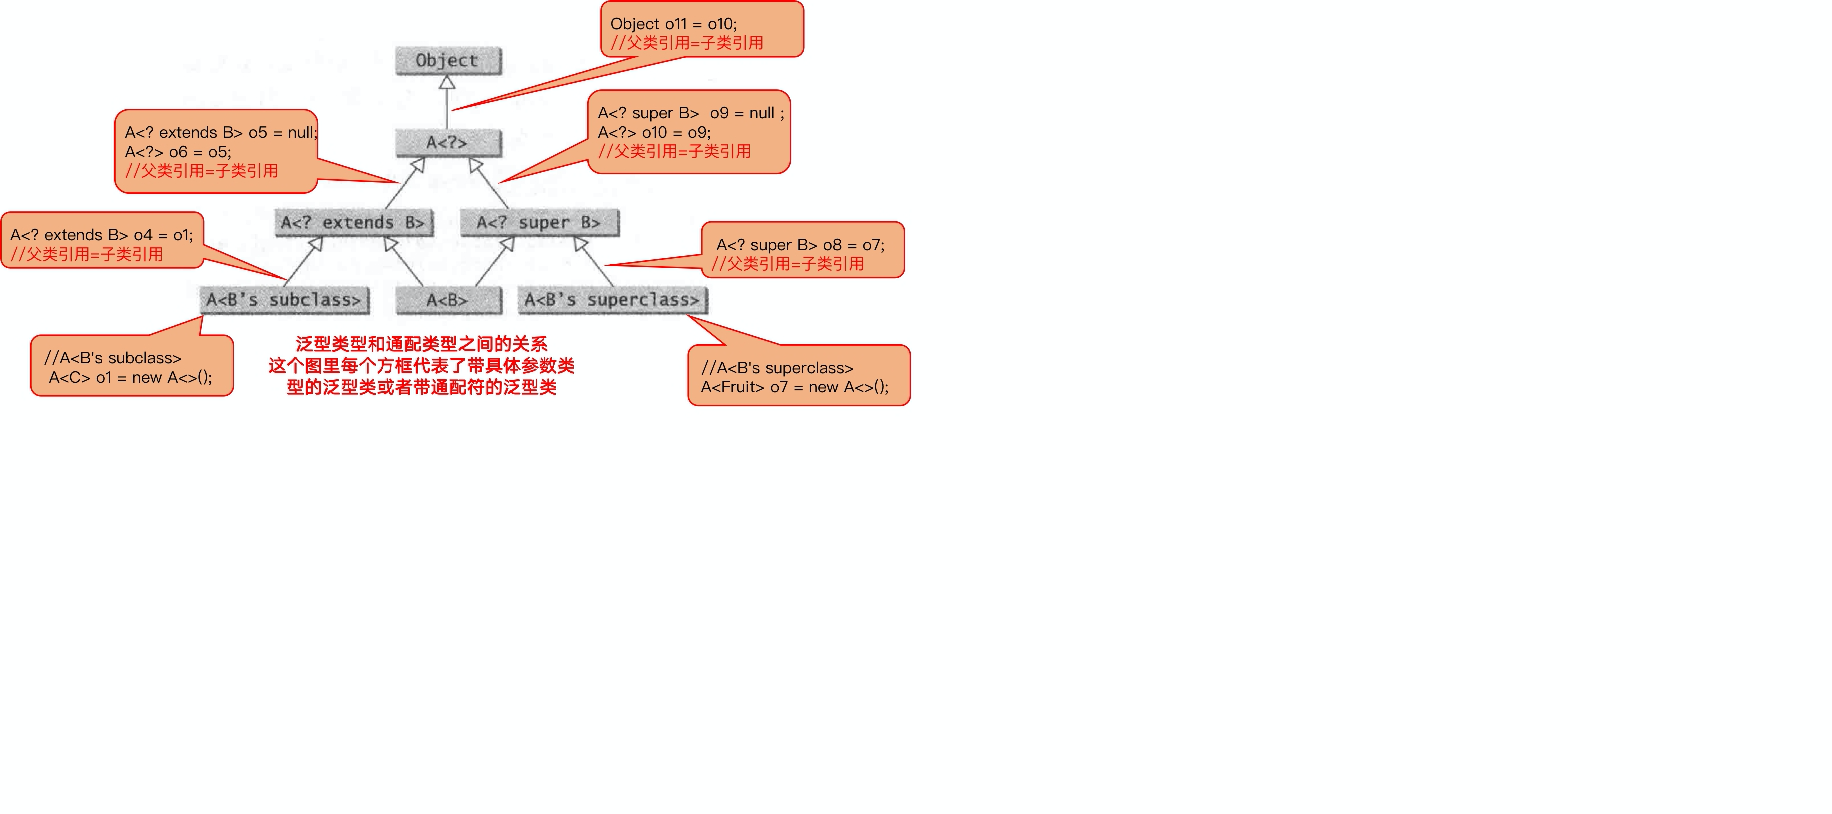 Object o11 = o10;
//父类引用=子类引用
Object
A<? extends B> o5 = null;
A<?> o6 = o5;
//父类引用=子类引用
A<?>
A<? super B>  o9 = null ;
A<?> o10 = o9;
//父类引用=子类引用
A<? extends B> o4 = o1;
//父类引用=子类引用
A<? extends B>
A<? super B>
A<? super B> o8 = o7;
//父类引用=子类引用
A<B's subclass>
A<B>
A<B's superclass>
//A<B's subclass>
A<C> o1 = new A<>();
泛型类型和通配类型之间的关系
这个图里每个方框代表了带具体参数类
型的泛型类或者带通配符的泛型类
//A<B's superclass>
A<Fruit> o7 = new A<>();